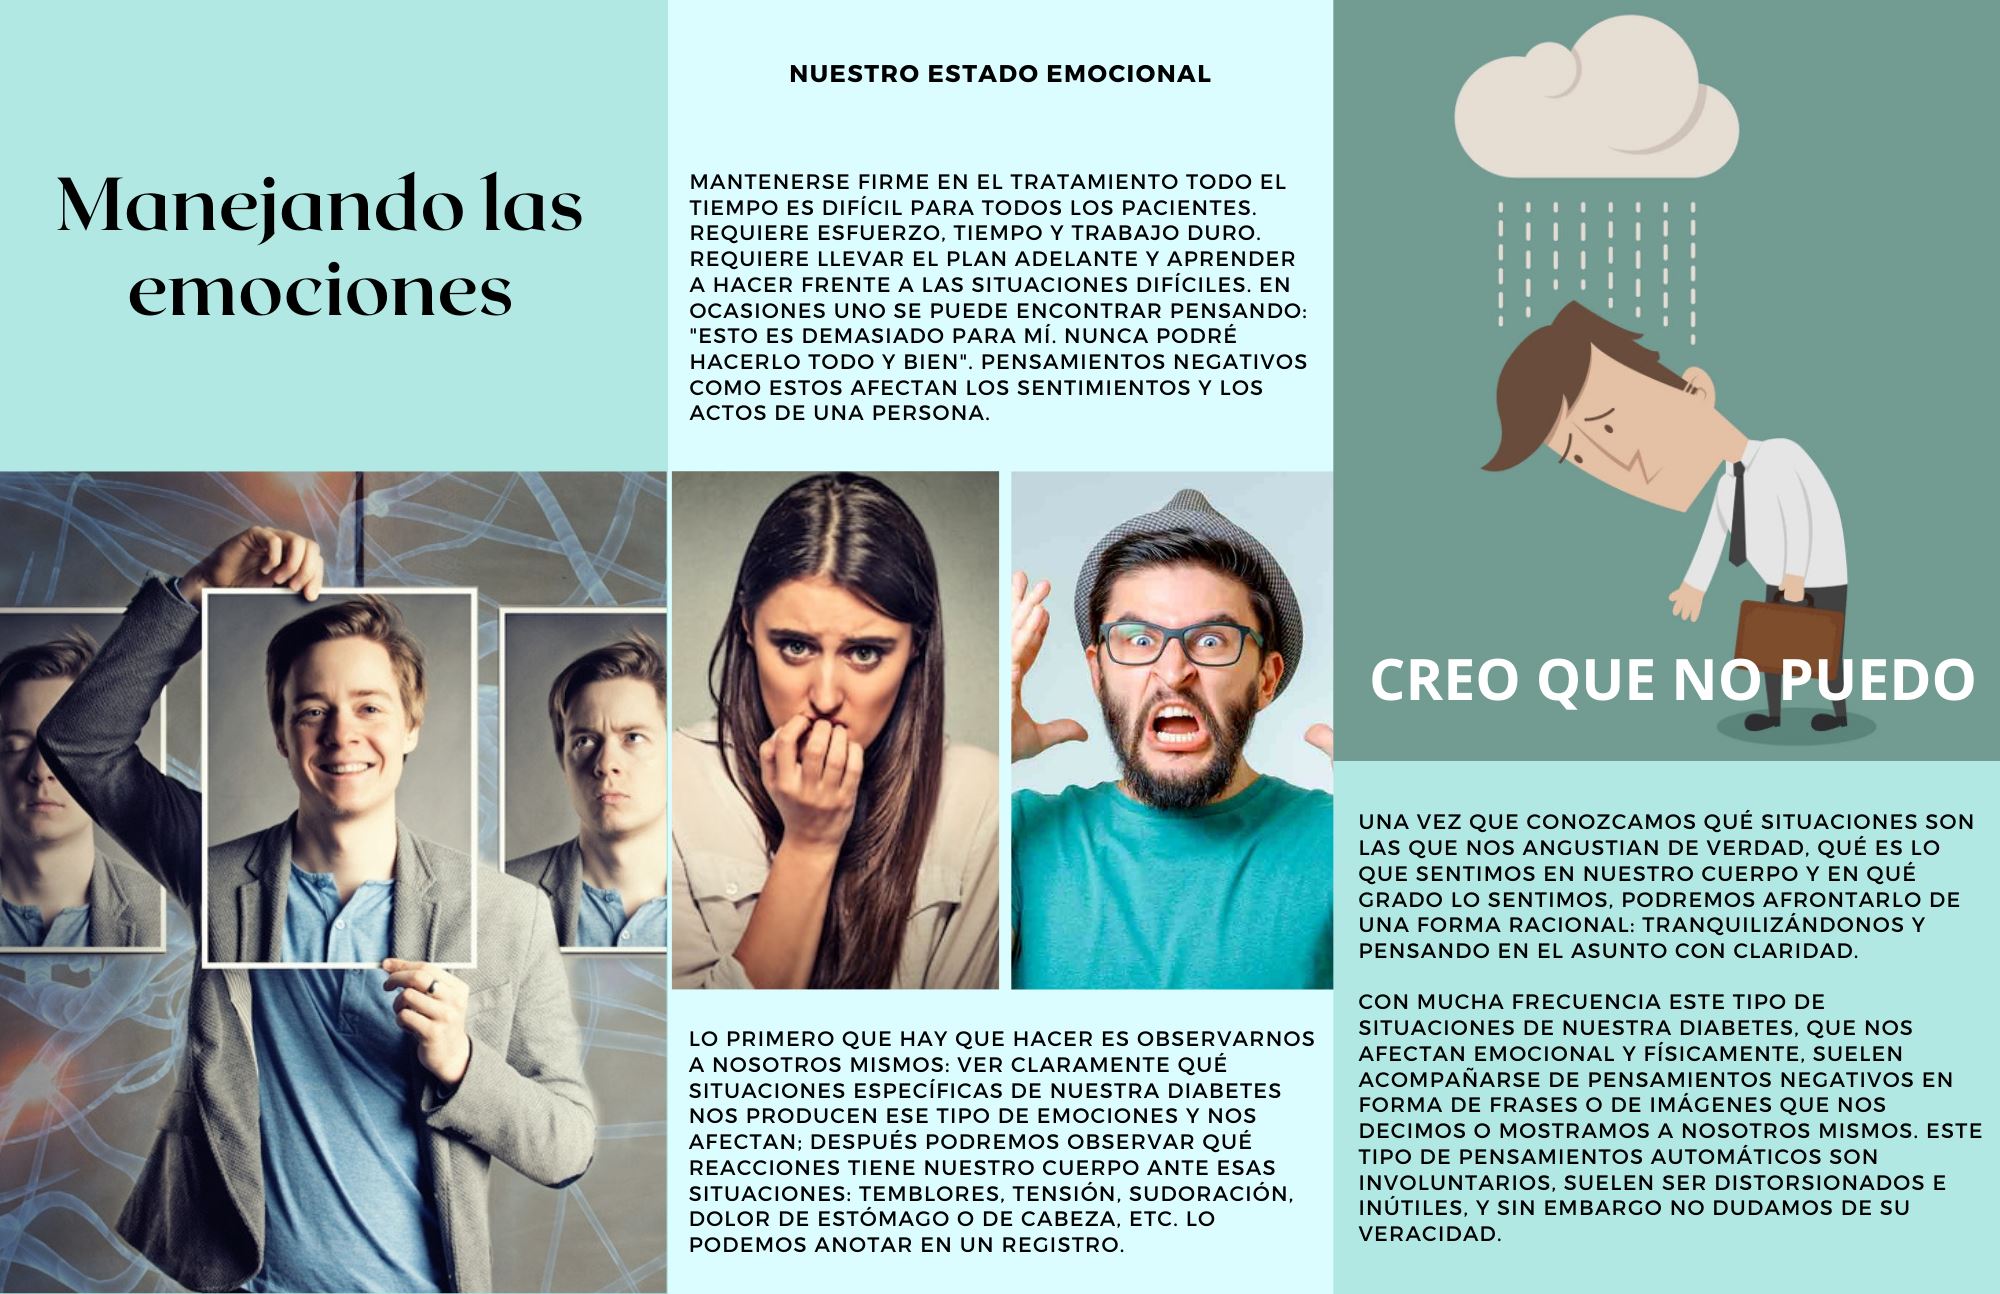 Manejando las
emociones
NUESTRO ESTADO EMOCIONAL
MANTENERSE FIRME EN EL TRATAMIENTO TODO EL
TIEMPO ES DIFÍCIL PARA TODOS LOS PACIENTES.
REQUIERE ESFUERZO, TIEMPO Y TRABAJO DURO.
REQUIERE LLEVAR EL PLAN ADELANTE Y APRENDER
A HACER FRENTE A LAS SITUACIONES DIFÍCILES. EN
OCASIONES UNO SE PUEDE ENCONTRAR PENSANDO:
"ESTO ES DEMASIADO PARA MÍ. NUNCA PODRÉ
HACERLO TODO Y BIEN". PENSAMIENTOS NEGATIVOS
COMO ESTOS AFECTAN LOS SENTIMIENTOS Y LOS
ACTOS DE UNA PERSONA.
LO PRIMERO QUE HAY QUE HACER ES OBSERVARNOS
A NOSOTROS MISMOS: VER CLARAMENTE QUÉ
SITUACIONES ESPECÍFICAS DE NUESTRA DIABETES
NOS PRODUCEN ESE TIPO DE EMOCIONES Y NOS
AFECTAN; DESPUÉS PODREMOS OBSERVAR QUÉ
REACCIONES TIENE NUESTRO CUERPO ANTE ESAS
SITUACIONES: TEMBLORES, TENSIÓN, SUDORACIÓN,
DOLOR DE ESTÓMAGO O DE CABEZA, ETC. LO
PODEMOS ANOTAR EN UN REGISTRO.
CREO QUE NO PUEDO
UNA VEZ QUE CONOZCAMOS QUÉ SITUACIONES SON
LAS QUE NOS ANGUSTIAN DE VERDAD, QUÉ ES LO
QUE SENTIMOS EN NUESTRO CUERPO Y EN QUÉ
GRADO LO SENTIMOS, PODREMOS AFRONTARLO DE
UNA FORMA RACIONAL: TRANQUILIZÁNDONOS Y
PENSANDO EN EL ASUNTO CON CLARIDAD.
CON MUCHA FRECUENCIA ESTE TIPO DE
SITUACIONES DE NUESTRA DIABETES, QUE NOS
AFECTAN EMOCIONAL Y FÍSICAMENTE, SUELEN
ACOMPAÑARSE DE PENSAMIENTOS NEGATIVOS EN
FORMA DE FRASES O DE IMÁGENES QUE NOS
DECIMOS O MOSTRAMOS A NOSOTROS MISMOS. ESTE
TIPO DE PENSAMIENTOS AUTOMÁTICOS SON
INVOLUNTARIOS, SUELEN SER DISTORSIONADOS E
INÚTILES, Y SIN EMBARGO NO DUDAMOS DE SU
VERACIDAD.